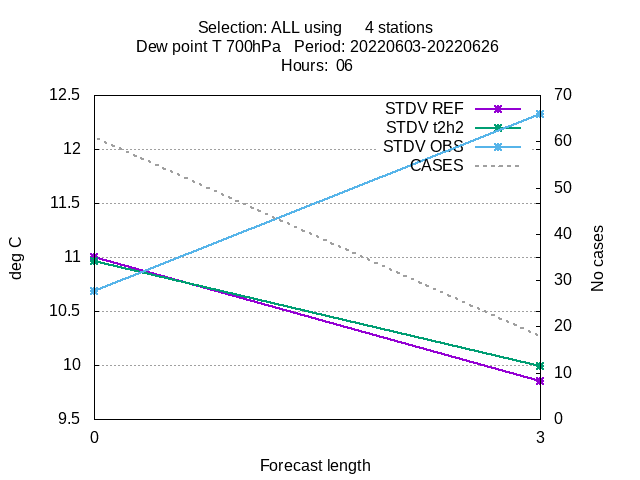 Selection: ALL using      4 stations
Dew point T 700hPa   Period: 20220603-20220626
Hours:  06
12.5
12
11.5
11
10.5
10
9.5
70
60
50
40
30
20
10
0
STDV REF
STDV t2h2
STDV OBS
CASES
deg C
No cases
0
3
Forecast length